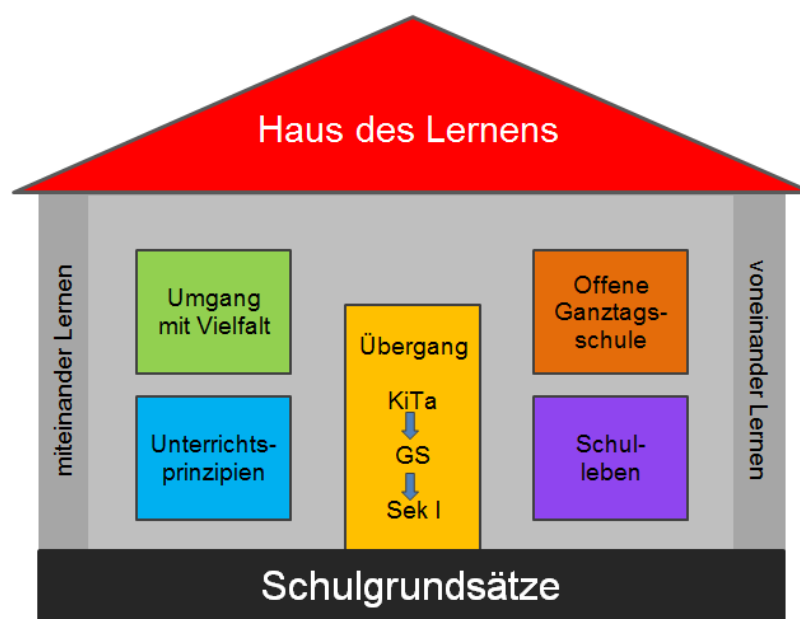 Haus des Lernens
miteinander Lernen
Umgang
mit Vielfalt
Unterrichts-
prinzipien
Übergang
KiTa
GS
Sek I
Offene
Ganztags-
schule
Schul-
leben
voneinander Lernen
Schulgrundsätze